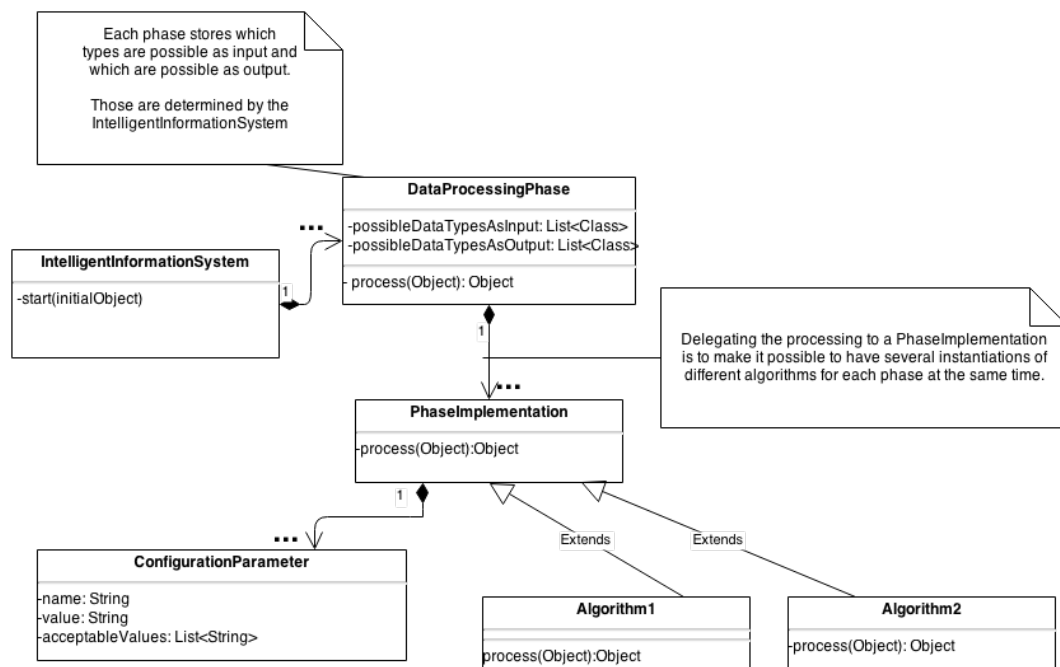 Each phase stores which
types are possible as input and
which are possible as output.
Those are determined by the
IntelligentInformationSystem
DataProcessingPhase
-possibleDataTypesAsInput: List<Class>
-possibleDataTypesAsOutput: List<Class>
- process(Object): Object
...
IntelligentInformationSystem
-start(initialObject)
1
1
Delegating the processing to a PhaseImplementation
is to make it possible to have several instantiations of
different algorithms for each phase at the same time.
...
PhaseImplementation
-process(Object):Object
1
...
Extends
Extends
ConfigurationParameter
-name: String
-value: String
-acceptableValues: List<String>
Algorithm1
process(Object):Object
Algorithm2
-process(Object): Object